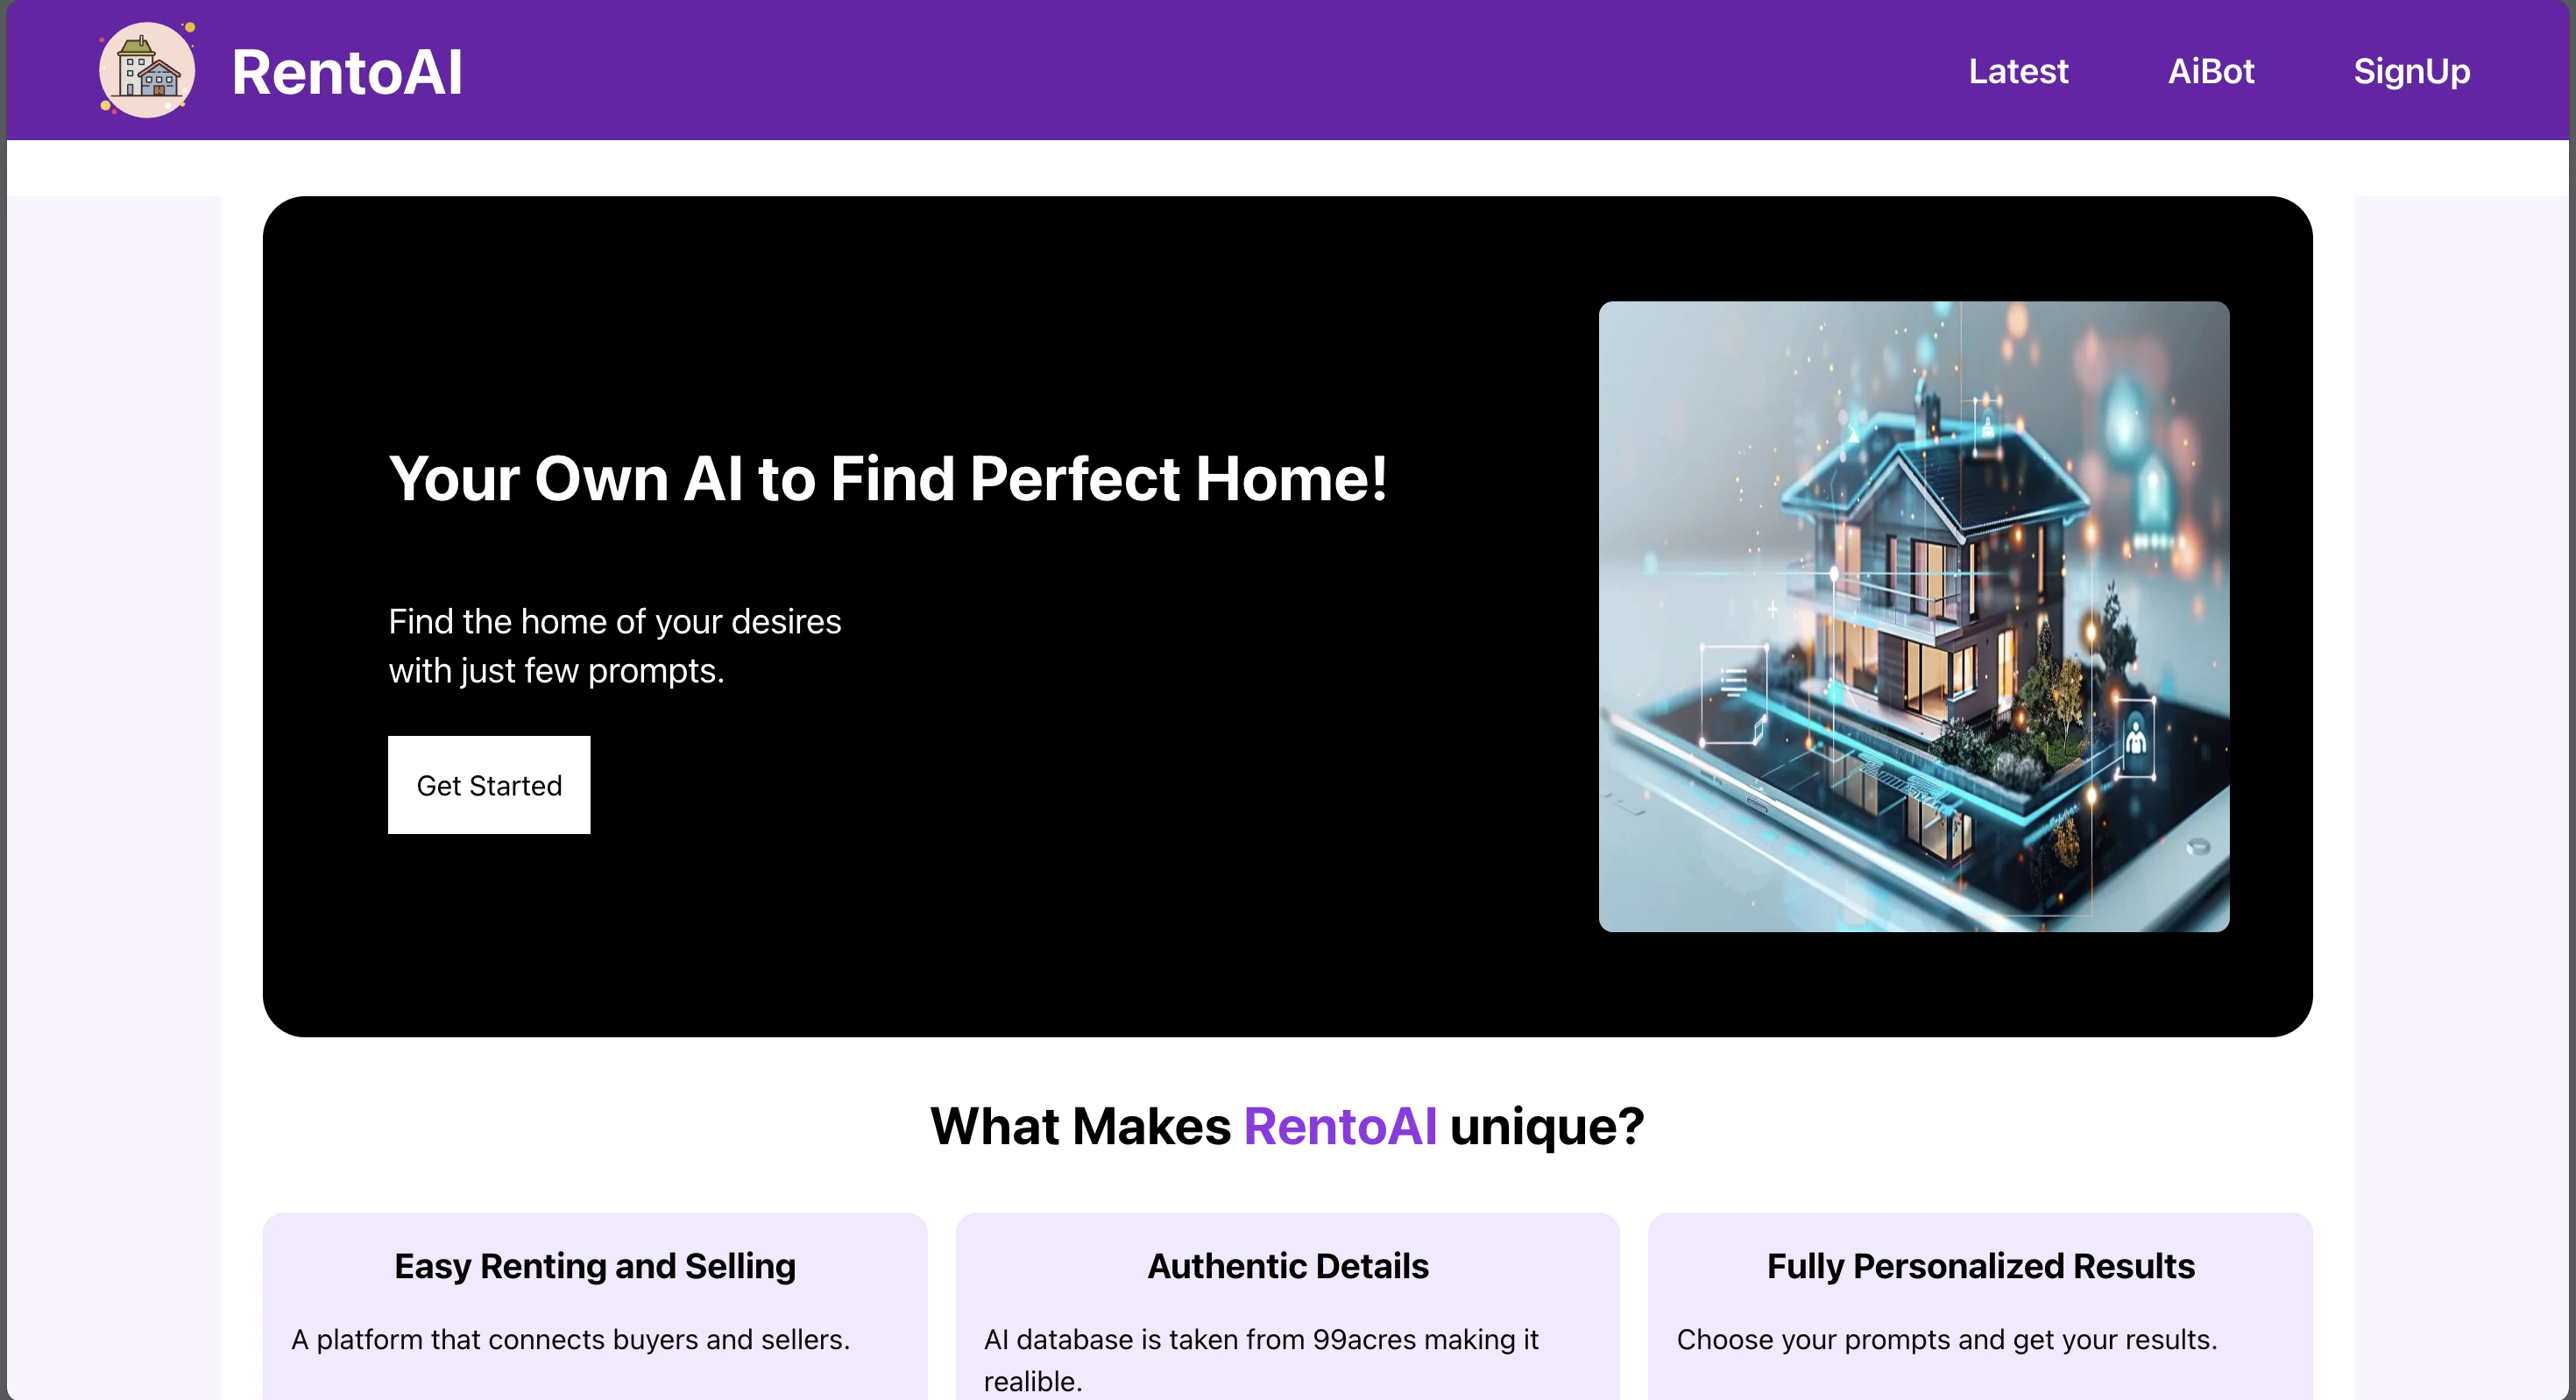 RentoAI
Latest
AiBot
SignUp
Your Own AI to Find Perfect Home!
Find the home of your desires
with just few prompts.
Get Started
What Makes RentoAI unique?
Easy Renting and Selling
A platform that connects buyers and sellers.
Authentic Details
AI database is taken from 99acres making it
realible.
Fully Personalized Results
Choose your prompts and get your results.